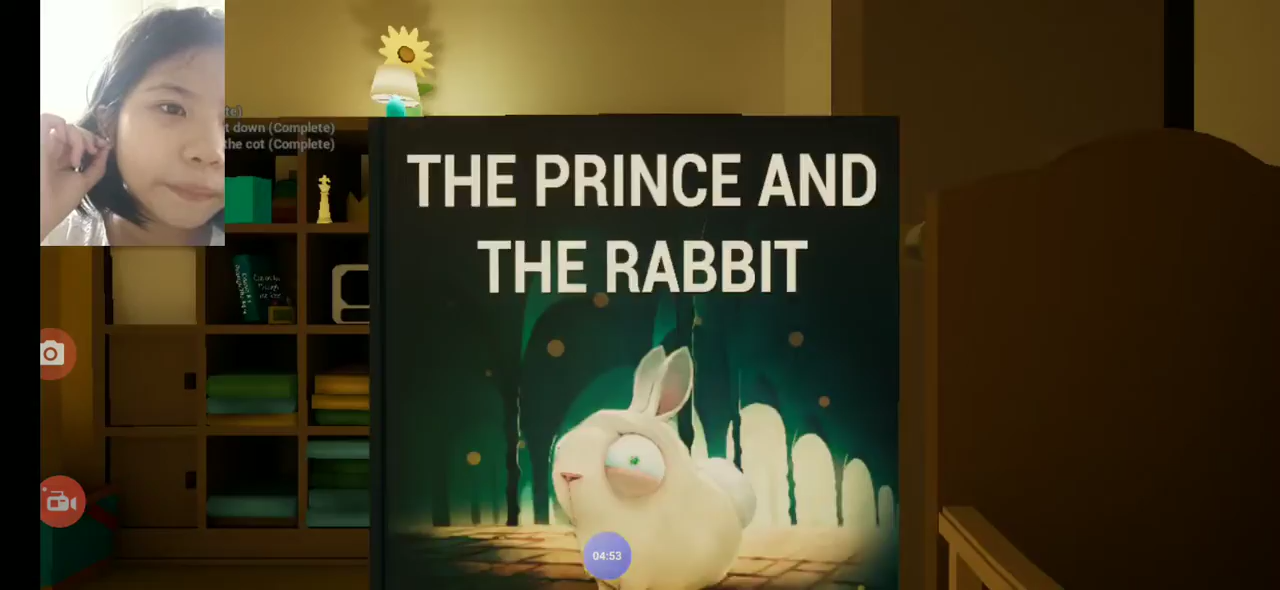 t down (Complete)
the cot (Complete)
THE PRINCE AND
THE RABBIT
04:53